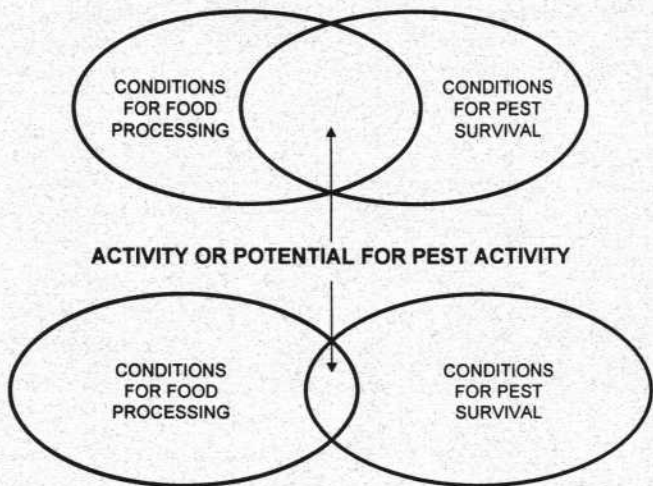 CONDITIONS
FOR FOOD
PROCESSING
CONDITIONS
FOR PEST
SURVIVAL
ACTIVITY OR POTENTIAL FOR PEST ACTIVITY
CONDITIONS
FOR FOOD
PROCESSING
CONDITIONS
FOR PEST
SURVIVAL